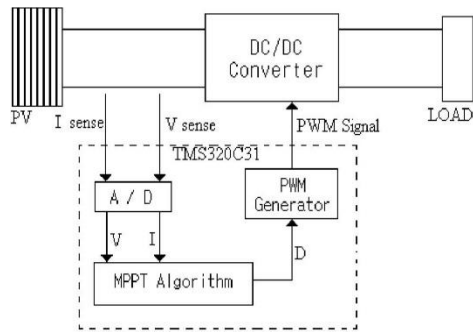 DC/DC
Converter
PV
I sense
V sense
PWM Signal
LOAD
TMS320C31
A / D
PWM
Generator
V
I
D
MPPT Algorithm